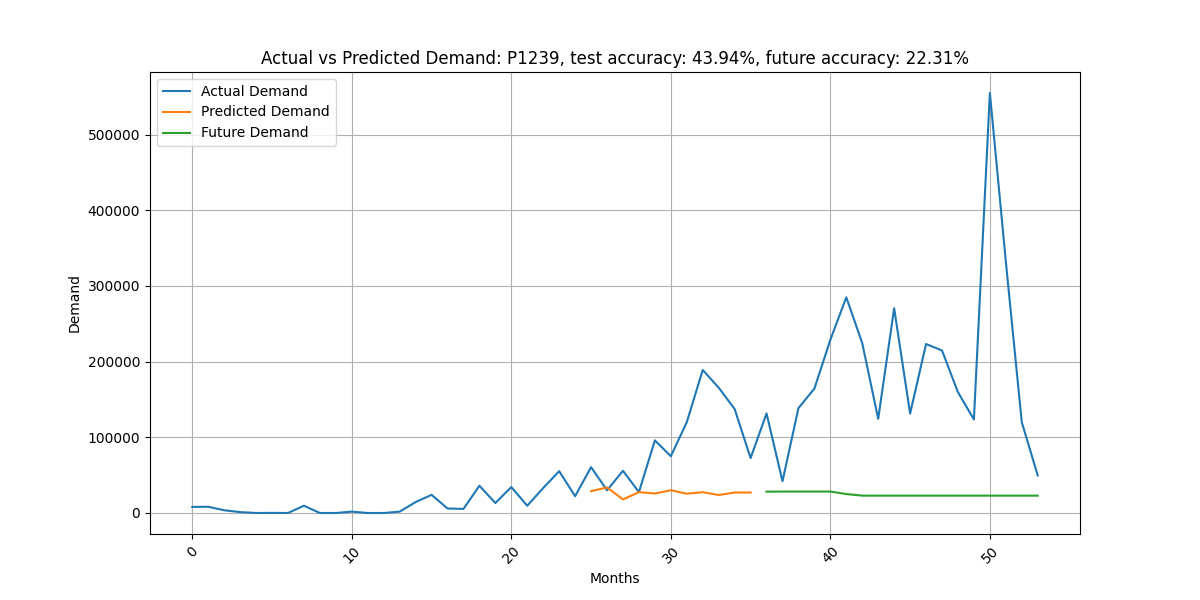 Actual vs Predicted Demand: P1239, test accuracy: 43.94%, future accuracy: 22.31%
Actual Demand
Predicted Demand
Future Demand
500000
400000
300000
200000
100000
0
Demand
0
10
20
30
40
50
Months